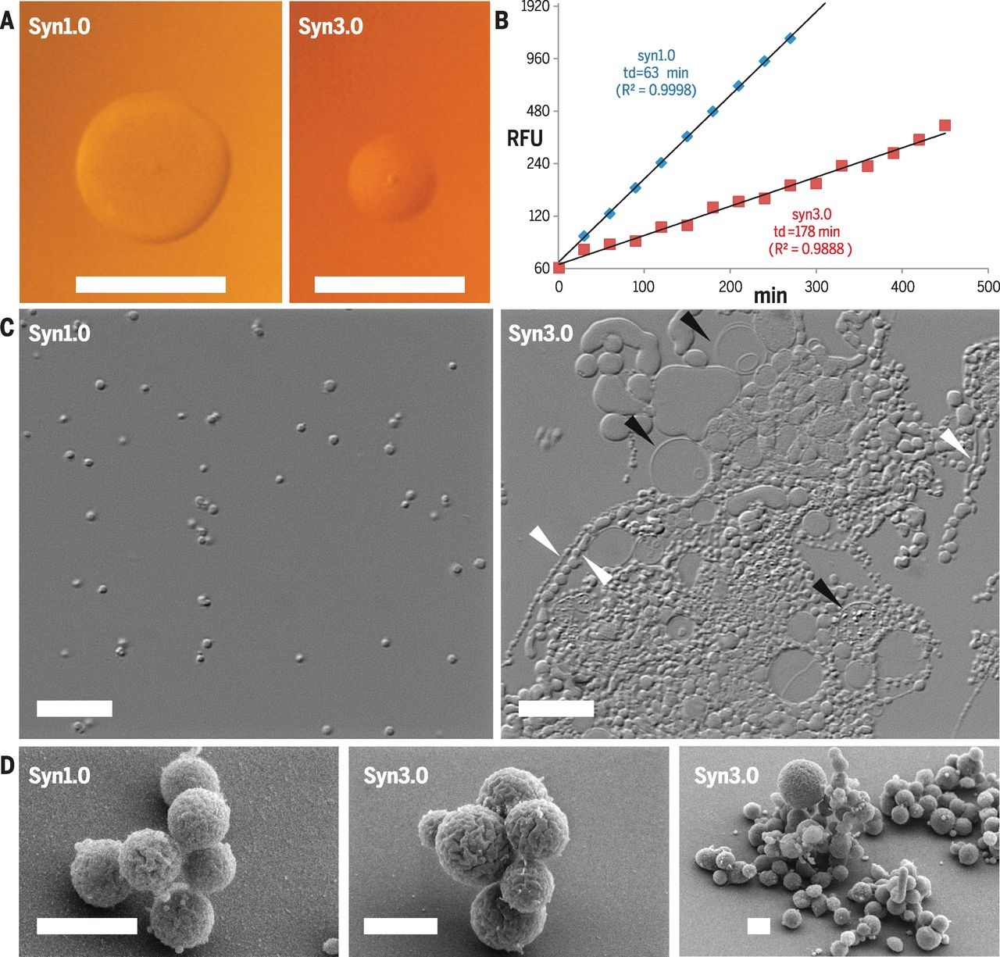 A
Syn1.0
Syn3.0
B
1920
960
480
240
120
60
RFU
syn1.0
td=63 min
(R² = 0.9998)
syn3.0
td=178 min
(R² = 0.9888 )
0
100
200
300
400
500
min
C
Syn1.0
Syn3.0
D
Syn1.0
Syn3.0
Syn3.0